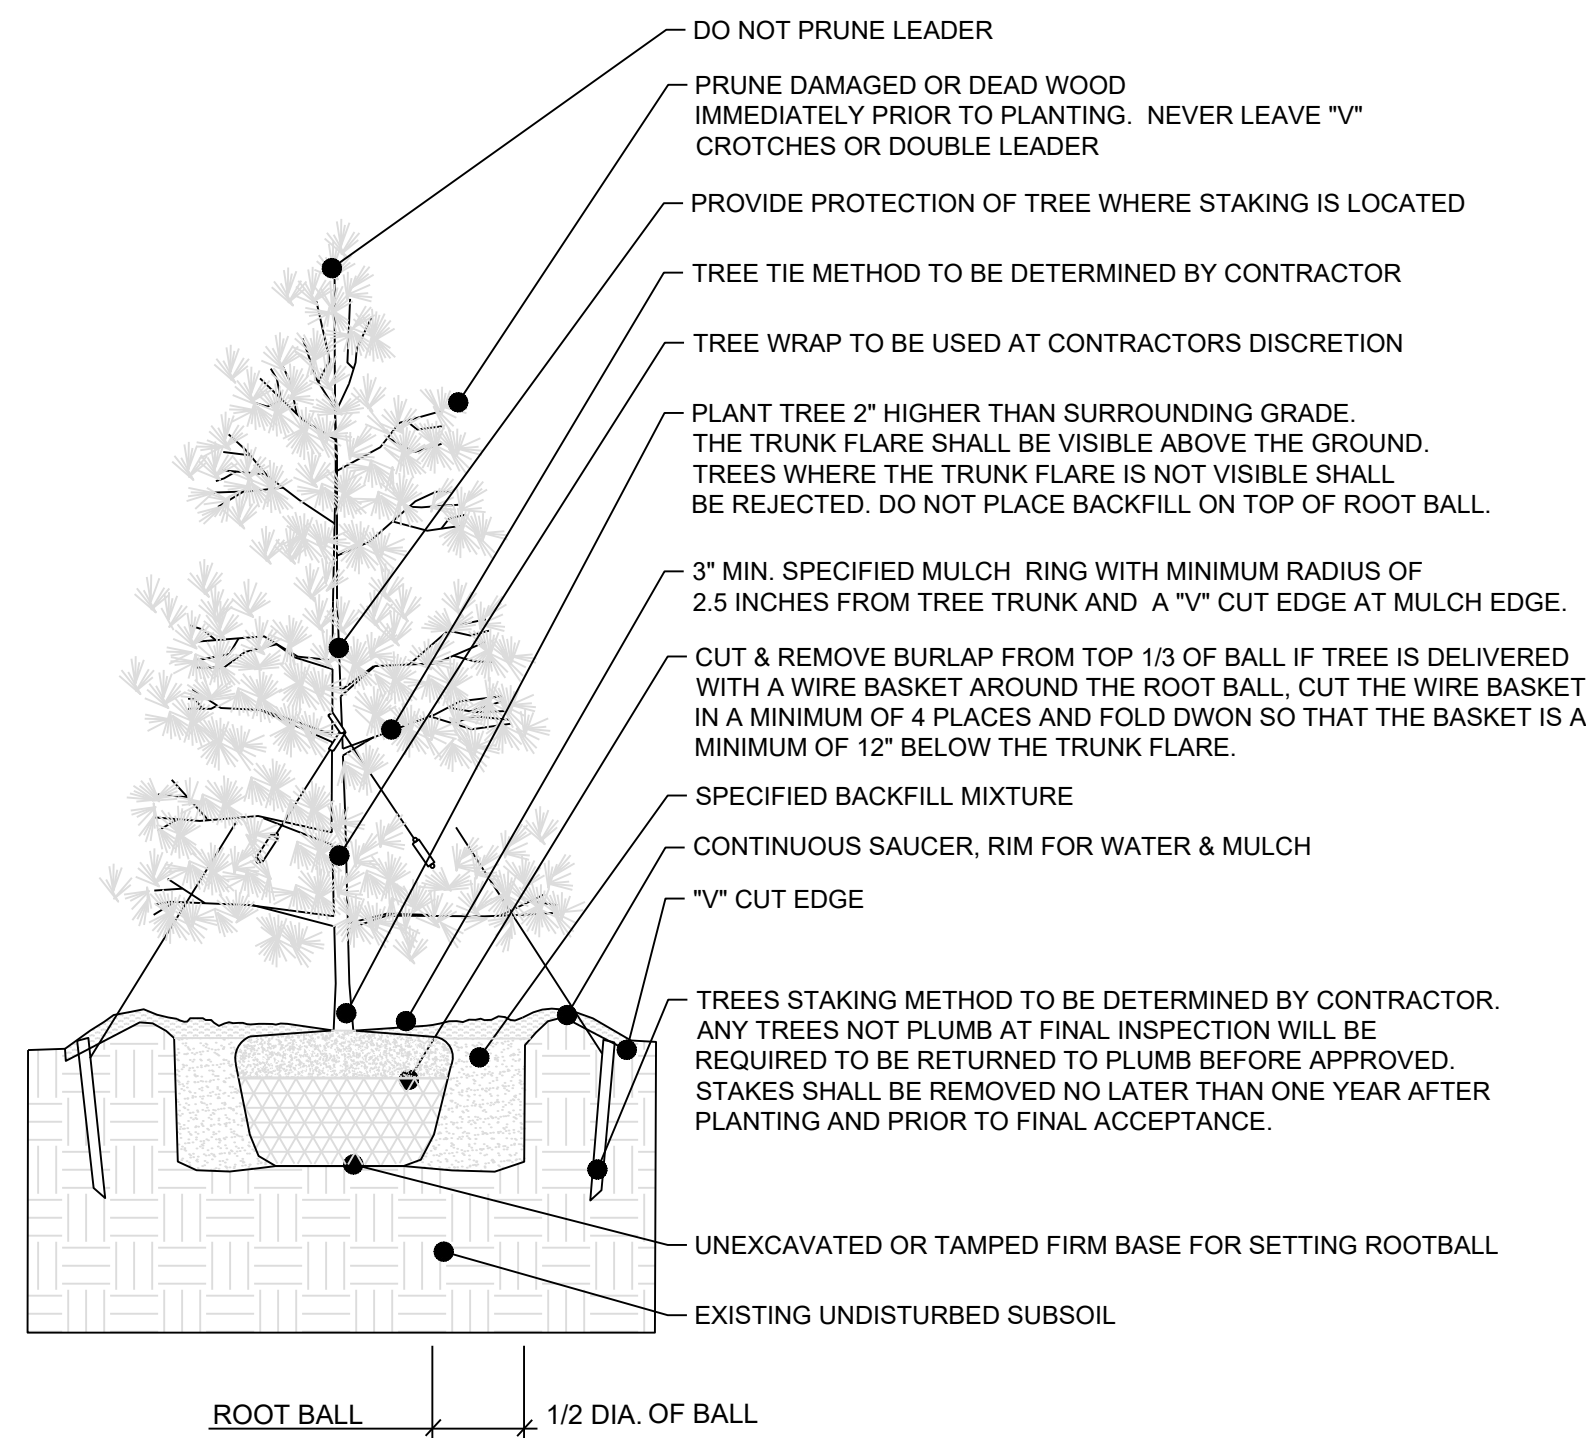 DO NOT PRUNE LEADER
PRUNE DAMAGED OR DEAD WOOD
IMMEDIATELY PRIOR TO PLANTING. NEVER LEAVE "V"
CROTCHES OR DOUBLE LEADER
PROVIDE PROTECTION OF TREE WHERE STAKING IS LOCATED
TREE TIE METHOD TO BE DETERMINED BY CONTRACTOR
TREE WRAP TO BE USED AT CONTRACTORS DISCRETION
PLANT TREE 2" HIGHER THAN SURROUNDING GRADE.
THE TRUNK FLARE SHALL BE VISIBLE ABOVE THE GROUND.
TREES WHERE THE TRUNK FLARE IS NOT VISIBLE SHALL
BE REJECTED. DO NOT PLACE BACKFILL ON TOP OF ROOT BALL.
3" MIN. SPECIFIED MULCH RING WITH MINIMUM RADIUS OF
2.5 INCHES FROM TREE TRUNK AND A "V" CUT EDGE AT MULCH EDGE.
CUT & REMOVE BURLAP FROM TOP 1/3 OF BALL IF TREE IS DELIVERED
WITH A WIRE BASKET AROUND THE ROOT BALL, CUT THE WIRE BASKET
IN A MINIMUM OF 4 PLACES AND FOLD DWON SO THAT THE BASKET IS A
MINIMUM OF 12" BELOW THE TRUNK FLARE.
SPECIFIED BACKFILL MIXTURE
CONTINUOUS SAUCER, RIM FOR WATER & MULCH
"V" CUT EDGE
TREES STAKING METHOD TO BE DETERMINED BY CONTRACTOR.
ANY TREES NOT PLUMB AT FINAL INSPECTION WILL BE
REQUIRED TO BE RETURNED TO PLUMB BEFORE APPROVED.
STAKES SHALL BE REMOVED NO LATER THAN ONE YEAR AFTER
PLANTING AND PRIOR TO FINAL ACCEPTANCE.
UNEXCAVATED OR TAMPED FIRM BASE FOR SETTING ROOTBALL
EXISTING UNDISTURBED SUBSOIL
ROOT BALL
1/2 DIA. OF BALL